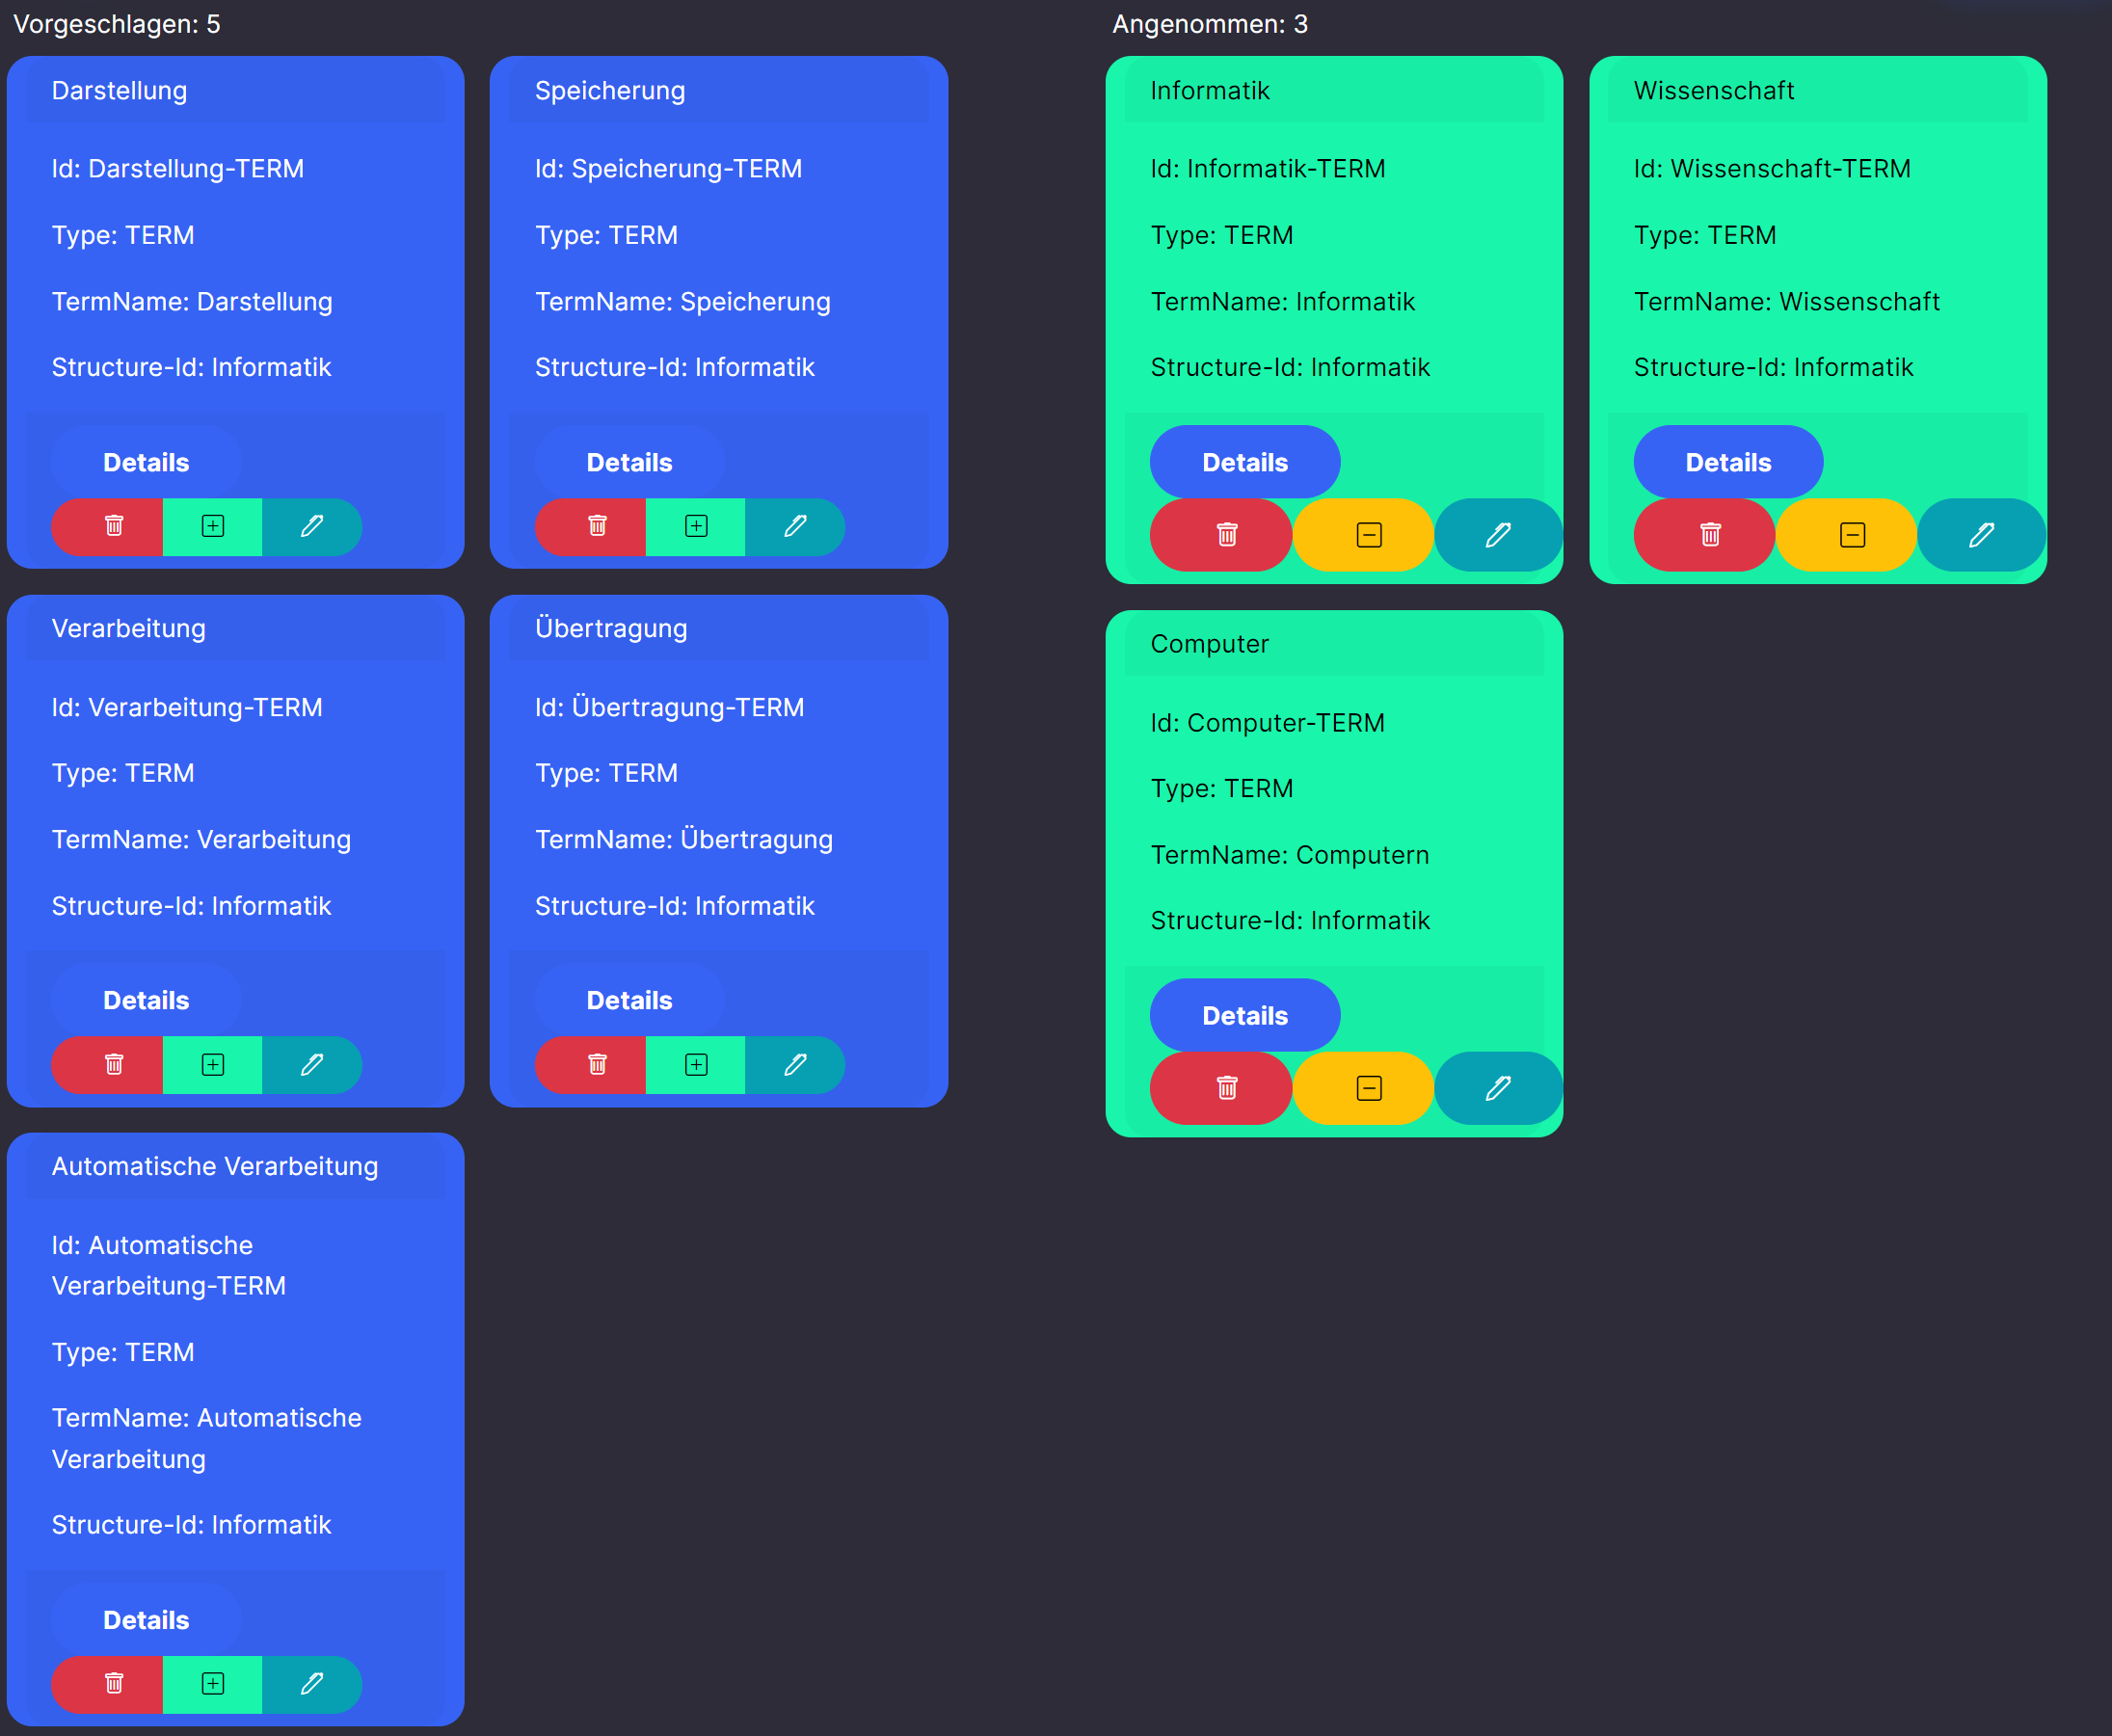 Vorgeschlagen: 5
Darstellung
Id: Darstellung-TERM
Type: TERM
TermName: Darstellung
Structure-Id: Informatik
Details
Speicherung
Id: Speicherung-TERM
Type: TERM
TermName: Speicherung
Structure-Id: Informatik
Details
Verarbeitung
Id: Verarbeitung-TERM
Type: TERM
TermName: Verarbeitung
Structure-Id: Informatik
Details
Übertragung
Id: Übertragung-TERM
Type: TERM
TermName: Übertragung
Structure-Id: Informatik
Details
Automatische Verarbeitung
Id: Automatische
Verarbeitung-TERM
Type: TERM
TermName: Automatische
Verarbeitung
Structure-Id: Informatik
Details
Angenommen: 3
Informatik
Id: Informatik-TERM
Type: TERM
TermName: Informatik
Structure-Id: Informatik
Details
Wissenschaft
Id: Wissenschaft-TERM
Type: TERM
TermName: Wissenschaft
Structure-Id: Informatik
Details
Computer
Id: Computer-TERM
Type: TERM
TermName: Computern
Structure-Id: Informatik
Details